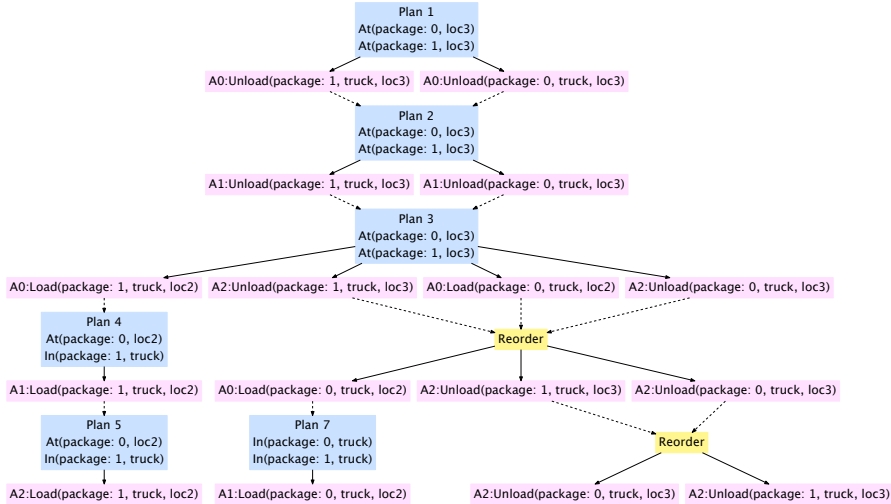 Plan 1
At(package: 0, loc3)
At(package: 1, loc3)
A0:Unload(package: 1, truck, loc3)
A0:Unload(package: 0, truck, loc3)
Plan 2
At(package: 0, loc3)
At(package: 1, loc3)
A1:Unload(package: 1, truck, loc3)
A1:Unload(package: 0, truck, loc3)
Plan 3
At(package: 0, loc3)
At(package: 1, loc3)
A0:Load(package: 1, truck, loc2)
A2:Unload(package: 1, truck, loc3)
A0:Load(package: 0, truck, loc2)
A2:Unload(package: 0, truck, loc3)
Plan 4
At(package: 0, loc2)
In(package: 1, truck)
Reorder
A1:Load(package: 1, truck, loc2)
A0:Load(package: 0, truck, loc2)
A2:Unload(package: 1, truck, loc3)
A2:Unload(package: 0, truck, loc3)
Plan 5
At(package: 0, loc2)
In(package: 1, truck)
Plan 7
In(package: 0, truck)
In(package: 1, truck)
Reorder
A2:Load(package: 1, truck, loc2)
A1:Load(package: 0, truck, loc2)
A2:Unload(package: 0, truck, loc3)
A2:Unload(package: 1, truck, loc3)